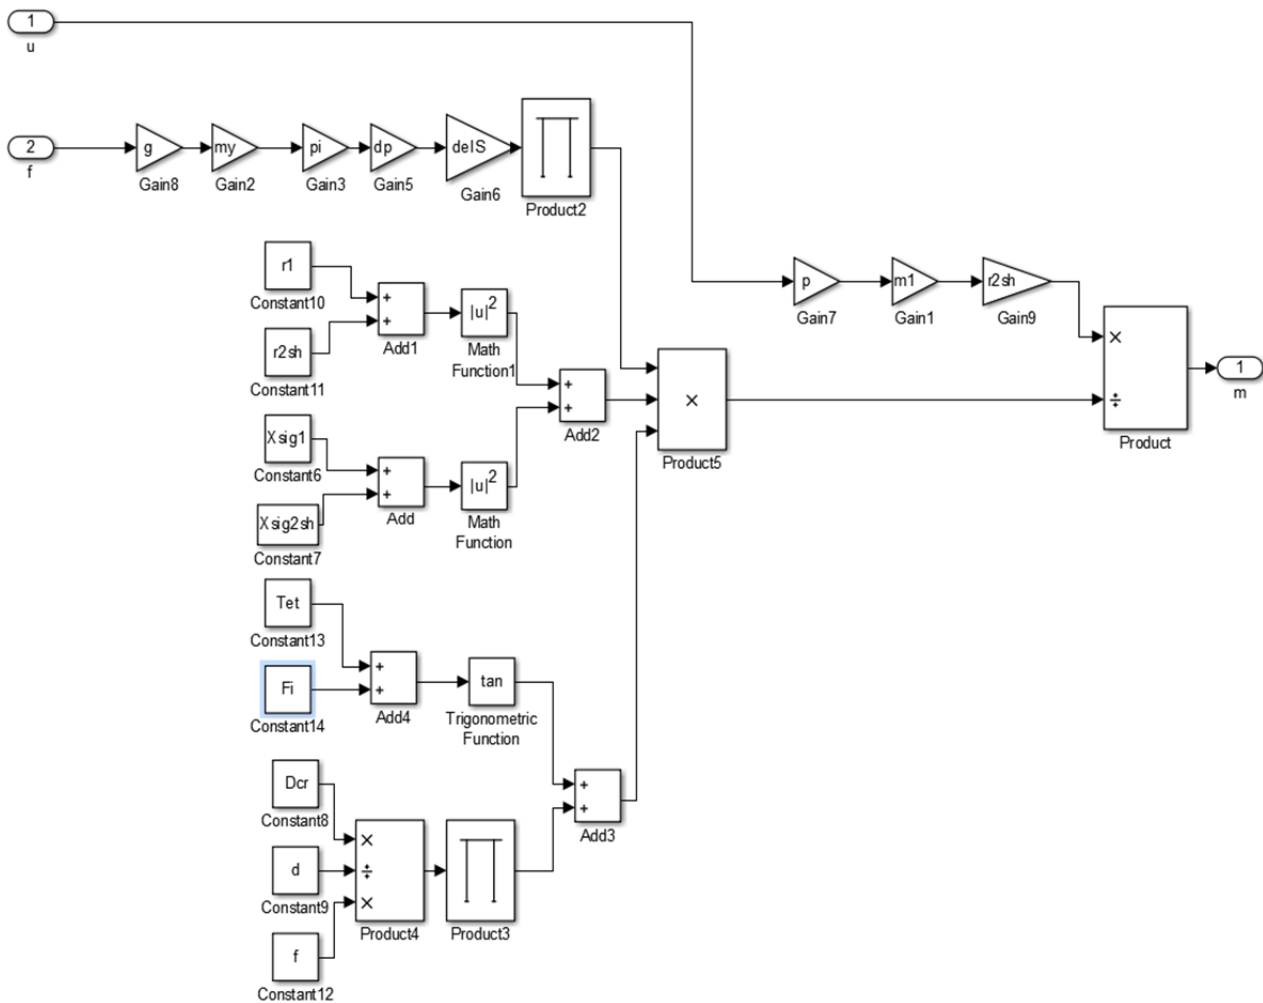 1
u
2
f
g
my
pi
dp
delS
Gain8
Gain2
Gain3
Gain5
Gain6
Product2
r1
Constant10
r2sh
Constant11
+
+
Add1
|u|2
Math
Function1
p
m1
r2sh
Gain7
Gain1
Gain9
×
÷
Product
1
m
+
+
Add2
×
Product5
Xsig1
Constant6
Xsig2sh
Constant7
+
+
Add
|u|2
Math
Function
Tet
Constant13
Fi
Constant14
+
+
Add4
tan
Trigonometric
Function
Dcr
Constant8
d
Constant9
f
Constant12
×
÷
×
Product4
Product3
+
+
Add3